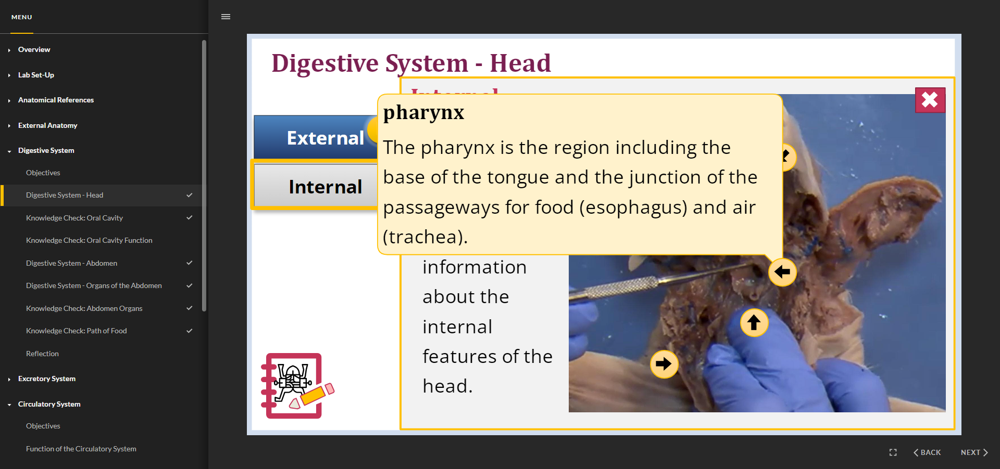 MENU
Overview
Lab Set-Up
Anatomical References
External Anatomy
Digestive System
Objectives
Digestive System - Head
Knowledge Check: Oral Cavity
Knowledge Check: Oral Cavity Function
Digestive System - Abdomen
Digestive System - Organs of the Abdomen
Knowledge Check: Abdomen Organs
Knowledge Check: Path of Food
Reflection
Excretory System
Circulatory System
Objectives
Function of the Circulatory System
Digestive System - Head
External
Internal
Internal
pharynx
The pharynx is the region including the
base of the tongue and the junction of the
passageways for food (esophagus) and air
(trachea).
information
about the
internal
features of the
head.
BACK
NEXT